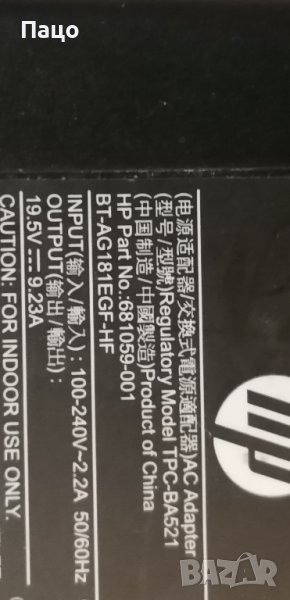 Пацо
hp
(电源适配器/交換式電源適配器)AC Adapter
(型号/型號)Regulatory Model TPC-BA521
(中国制造/中國製造)Product of China
HP Part No.:681059-001
BT-AG181EGF-HF
INPUT(输入/輸入) : 100-240V~2.2A 50/60Hz
OUTPUT(输出/輸出) :
19.5V⎓9.23A
CAUTION: FOR INDOOR USE ONLY.
BAZAR